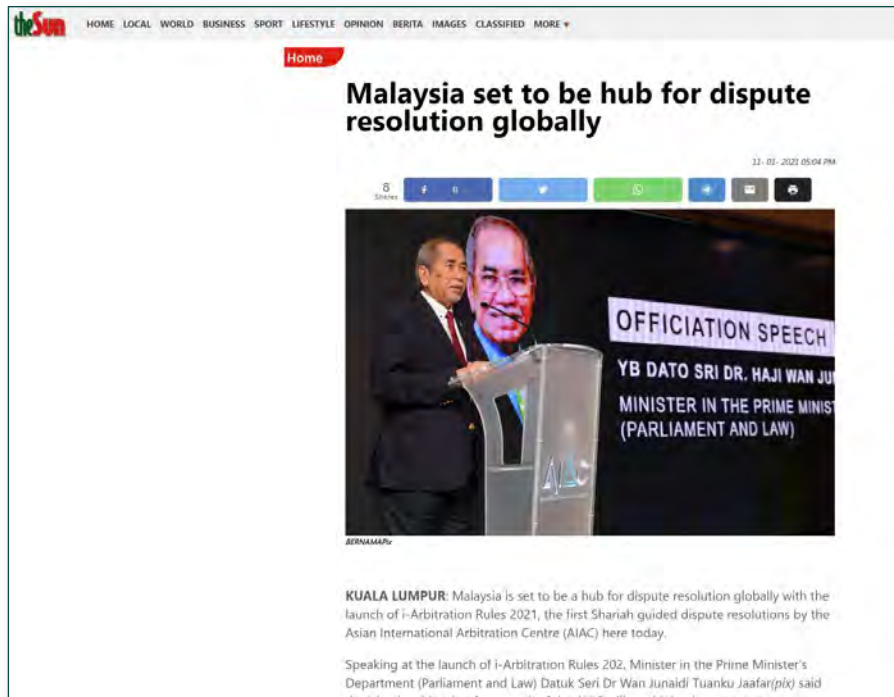 theSun
HOME LOCAL WORLD BUSINESS SPORT LIFESTYLE OPINION BERITA IMAGES CLASSIFIED MORE
Home
Malaysia set to be hub for dispute
resolution globally
11- 01- 2021 05:04 PM
8
Shares
OFFICIATION SPEECH
YB DATO SRI DR. HAJI WAN JU
MINISTER IN THE PRIME MINIST
(PARLIAMENT AND LAW)
AIAC
BERNAMAPix
KUALA LUMPUR: Malaysia is set to be a hub for dispute resolution globally with the
launch of i-Arbitration Rules 2021, the first Shariah guided dispute resolutions by the
Asian International Arbitration Centre (AIAC) here today.
Speaking at the launch of i-Arbitration Rules 202, Minister in the Prime Minister's
Department (Parliament and Law) Datuk Seri Dr Wan Junaidi Tuanku Jaafar(pix) said